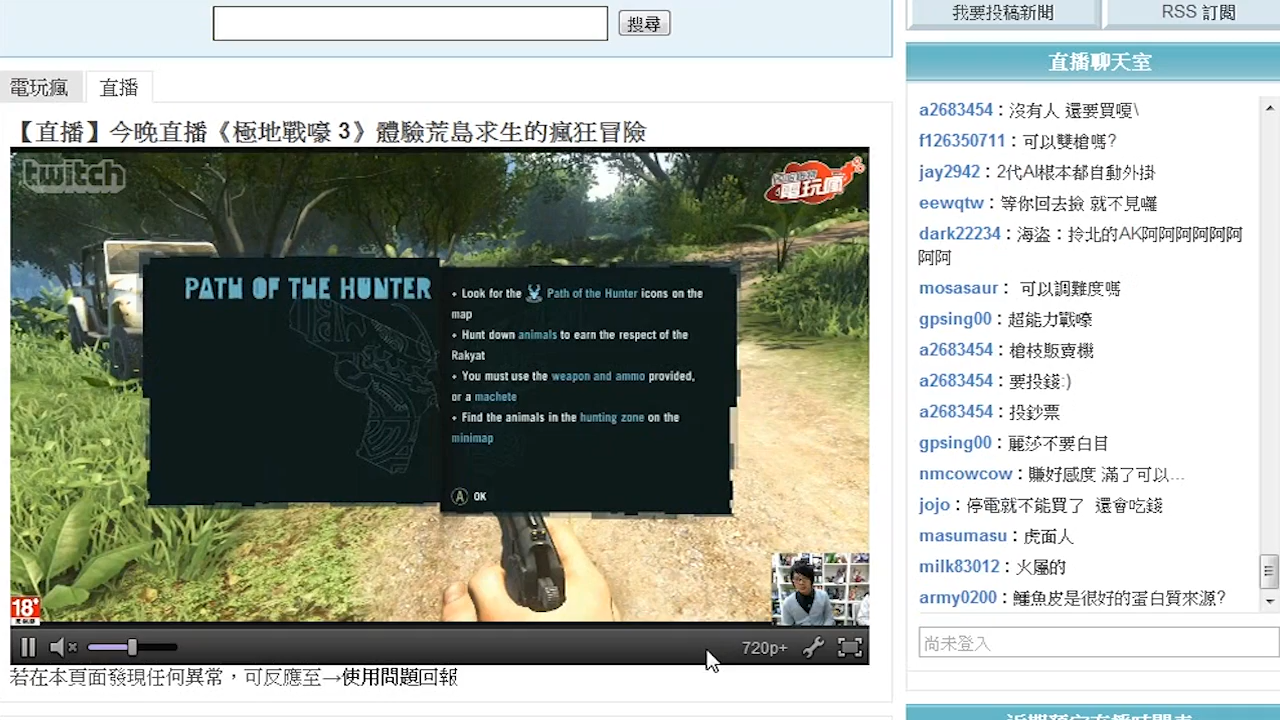 搜尋
我要投稿新聞
RSS 訂閱
直播聊天室
電玩瘋
直播
【直播】今晚直播《極地戰嚎 3》體驗荒島求生的瘋狂冒險
twitch
電玩瘋
PATH OF THE HUNTER
Look for the Path of the Hunter icons on the
map
Hunt down animals to earn the respect of the
Rakyat
You must use the weapon and ammo provided,
or a machete
Find the animals in the hunting zone on the
minimap
A OK
18+
720p+
若在本頁面發現任何異常，可反應至→使用問題回報
a2683454：沒有人 還要買嗄\
f126350711：可以雙槍嗎?
jay2942：2代AI根本都自動外掛
eewqtw：等你回去撿 就不見囉
dark22234：海盜：拎北的AK阿阿阿阿阿阿
阿阿
mosasaur： 可以調難度嗎
gpsing00：超能力戰嚎
a2683454：槍枝販賣機
a2683454：要投錢:)
a2683454：投鈔票
gpsing00：麗莎不要白目
nmcowcow：賺好感度 滿了可以...
jojo：停電就不能買了 還會吃錢
masumasu：虎面人
milk83012：火屬的
army0200：鱷魚皮是很好的蛋白質來源?
尚未登入